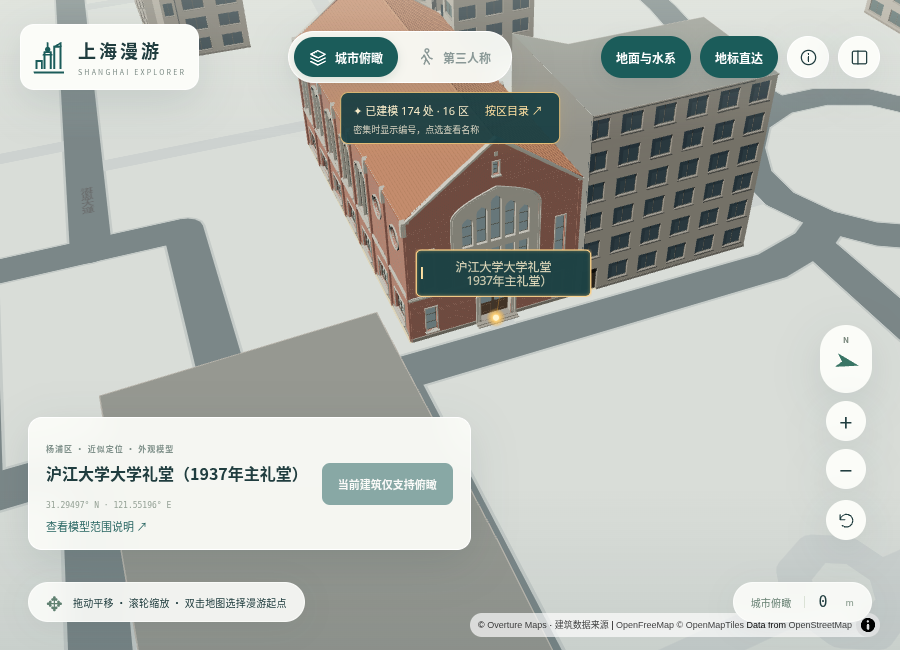 上海漫游
SHANGHAI EXPLORER
城市俯瞰
第三人称
地面与水系
地标直达
✦ 已建模 174 处 · 16 区 按区目录 ↗
密集时显示编号，点选查看名称
沪江大学大学礼堂
1937年主礼堂）
N
杨浦区 · 近似定位 · 外观模型
沪江大学大学礼堂（1937年主礼堂）
当前建筑仅支持俯瞰
31.29497° N · 121.55196° E
查看模型范围说明 ↗
拖动平移 · 滚轮缩放 · 双击地图选择漫游起点
城市俯瞰 0 m
© Overture Maps · 建筑数据来源 | OpenFreeMap © OpenMapTiles Data from OpenStreetMap